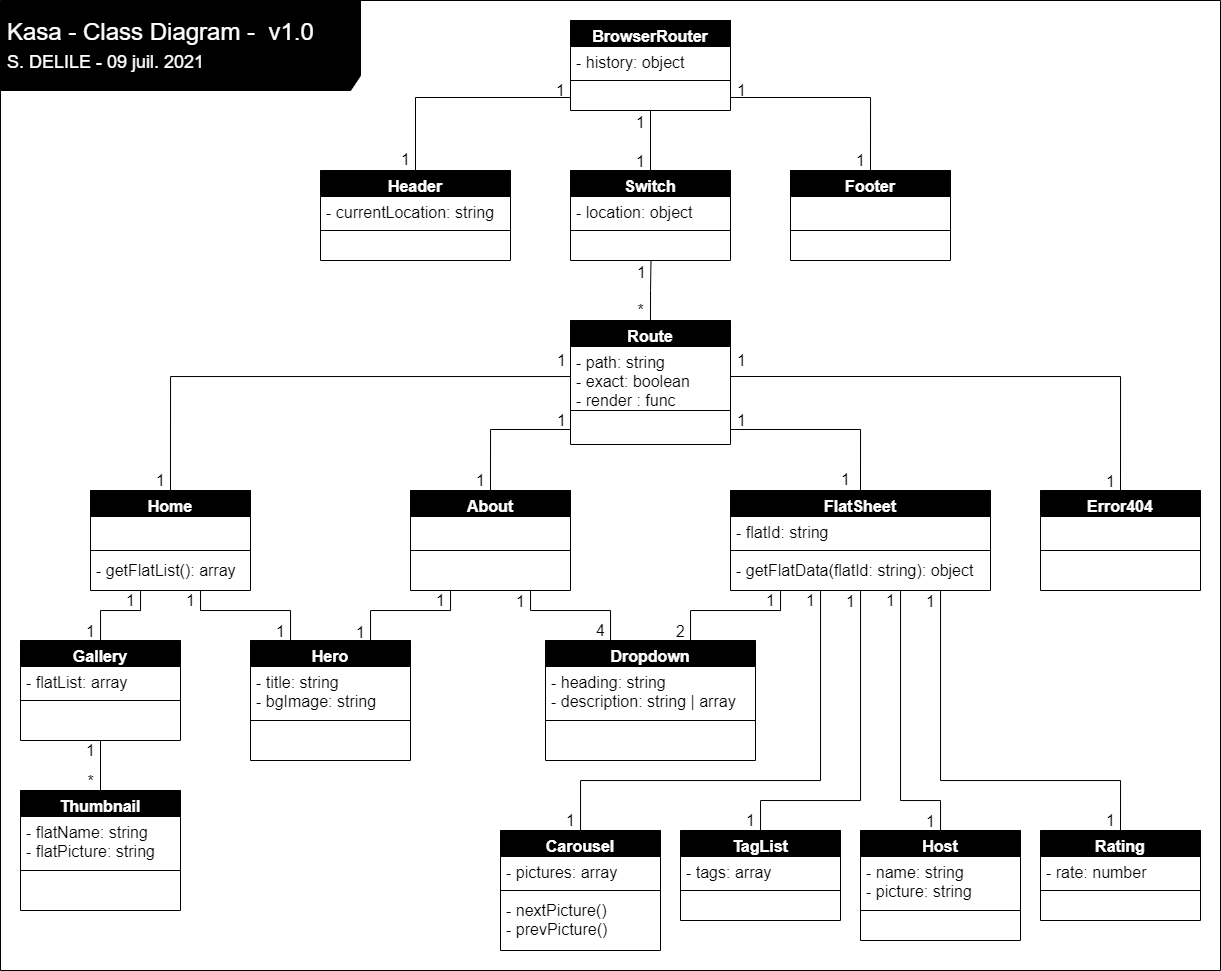 Kasa - Class Diagram - v1.0
S. DELILE - 09 juil. 2021
BrowserRouter
- history: object
1
1
1
1
1
1
Header
- currentLocation: string
Switch
- location: object
Footer
1
*
Route
- path: string
- exact: boolean
- render : func
1
1
1
1
1
1
1
1
Home
- getFlatList(): array
About
FlatSheet
- flatId: string
- getFlatData(flatId: string): object
Error404
1
1
1
1
1
1
1
1
1
1
1
1
4
2
Gallery
- flatList: array
Hero
- title: string
- bgImage: string
Dropdown
- heading: string
- description: string | array
1
*
Thumbnail
- flatName: string
- flatPicture: string
1
1
1
1
Carousel
- pictures: array
- nextPicture()
- prevPicture()
TagList
- tags: array
Host
- name: string
- picture: string
Rating
- rate: number